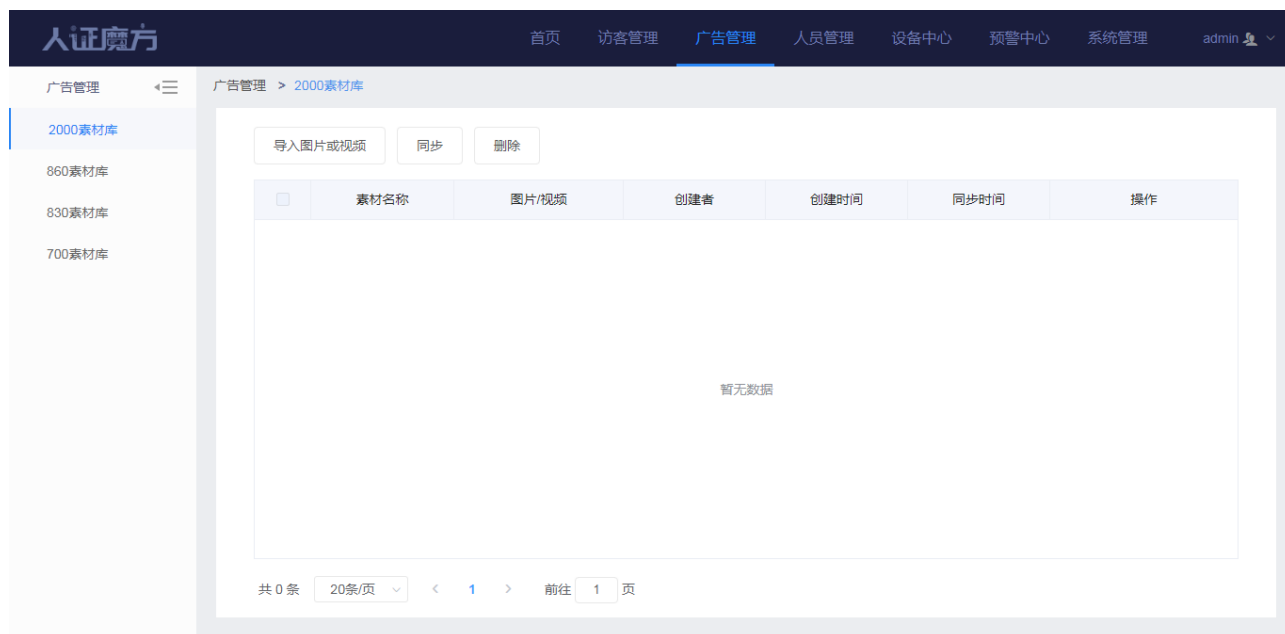 人证魔方 首页 访客管理 广告管理 人员管理 设备中心 预警中心 系统管理 admin
广告管理
广告管理 > 2000素材库
2000素材库
导入图片或视频 同步 删除
860素材库
素材名称 图片/视频 创建者 创建时间 同步时间 操作
830素材库
700素材库
暂无数据
共 0 条 20条/页 < 1 > 前往 1 页